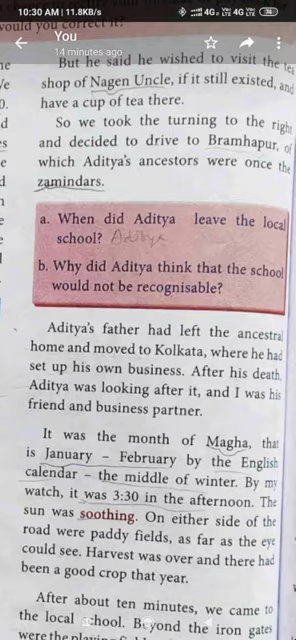 10:30 AM | 11.8KB/s
4G 4G
would you correct it?
You
14 minutes ago
But he said he wished to visit the tea
shop of Nagen Uncle, if it still existed, and
have a cup of tea there.
So we took the turning to the right
and decided to drive to Bramhapur, of
which Aditya's ancestors were once the
zamindars.
a. When did Aditya leave the local
school? Aditya
b. Why did Aditya think that the school
would not be recognisable?
Aditya's father had left the ancestral
home and moved to Kolkata, where he had
set up his own business. After his death,
Aditya was looking after it, and I was his
friend and business partner.
It was the month of Magha, that
is January – February by the English
calendar – the middle of winter. By my
watch, it was 3:30 in the afternoon. The
sun was soothing. On either side of the
road were paddy fields, as far as the eye
could see. Harvest was over and there had
been a good crop that year.
After about ten minutes, we came to
the local school. Beyond the iron gates
were the